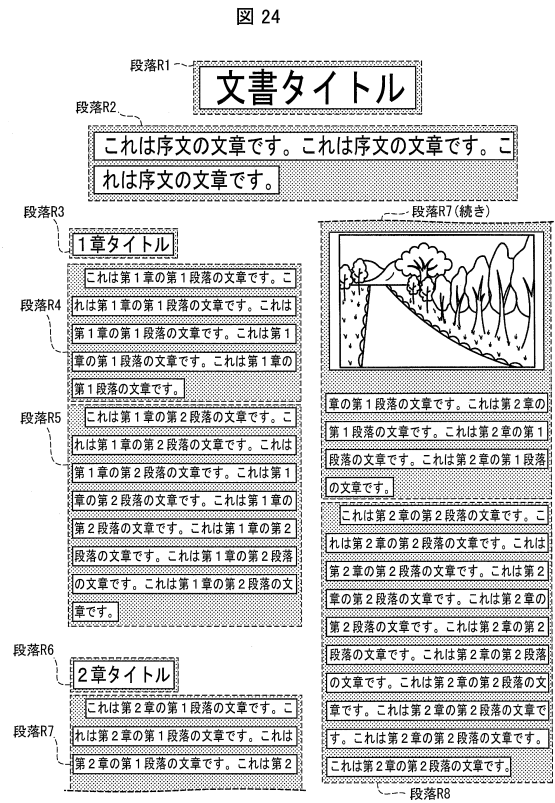 図 24
段落R1
文書タイトル
段落R2
これは序文の文章です。これは序文の文章です。こ
れは序文の文章です。
段落R3
1章タイトル
段落R4
これは第1章の第1段落の文章です。こ
れは第1章の第1段落の文章です。これは
第1章の第1段落の文章です。これは第1
章の第1段落の文章です。これは第1章の
第1段落の文章です。
段落R5
これは第1章の第2段落の文章です。こ
れは第1章の第2段落の文章です。これは
第1章の第2段落の文章です。これは第1
章の第2段落の文章です。これは第1章の
第2段落の文章です。これは第1章の第2
段落の文章です。これは第1章の第2段落
の文章です。これは第1章の第2段落の文
章です。
段落R6
2章タイトル
段落R7
これは第2章の第1段落の文章です。こ
れは第2章の第1段落の文章です。これは
第2章の第1段落の文章です。これは第2
段落R7(続き)
章の第1段落の文章です。これは第2章の
第1段落の文章です。これは第2章の第1
段落の文章です。これは第2章の第1段落
の文章です。
これは第2章の第2段落の文章です。こ
れは第2章の第2段落の文章です。これは
第2章の第2段落の文章です。これは第2
章の第2段落の文章です。これは第2章の
第2段落の文章です。これは第2章の第2
段落の文章です。これは第2章の第2段落
の文章です。これは第2章の第2段落の文
章です。これは第2章の第2段落の文章で
す。これは第2章の第2段落の文章です。
これは第2章の第2段落の文章です。
段落R8